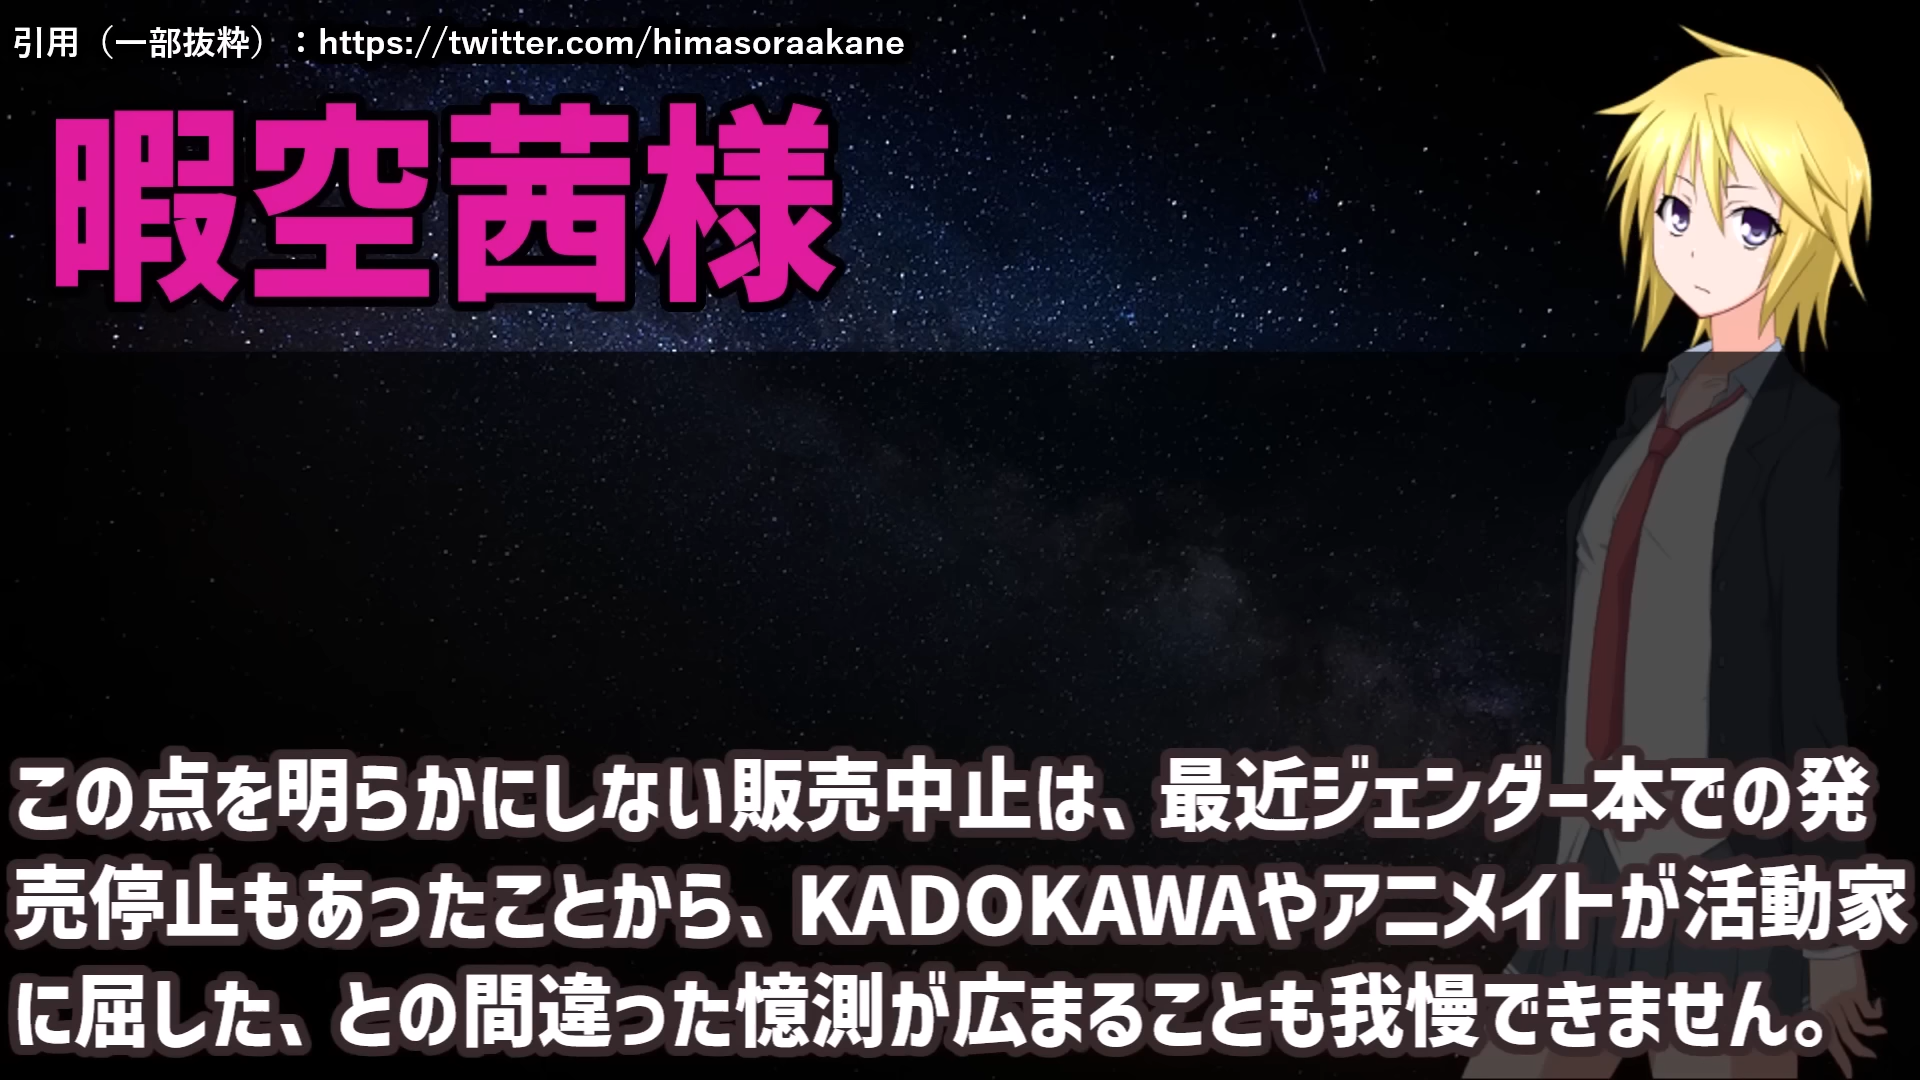 引用（一部抜粋）：https://twitter.com/himasoraakane
暇空茜様
この点を明らかにしない販売中止は、最近ジェンダー本での発
売停止もあったことから、KADOKAWAやアニメイトが活動家
に屈した、との間違った憶測が広まることも我慢できません。